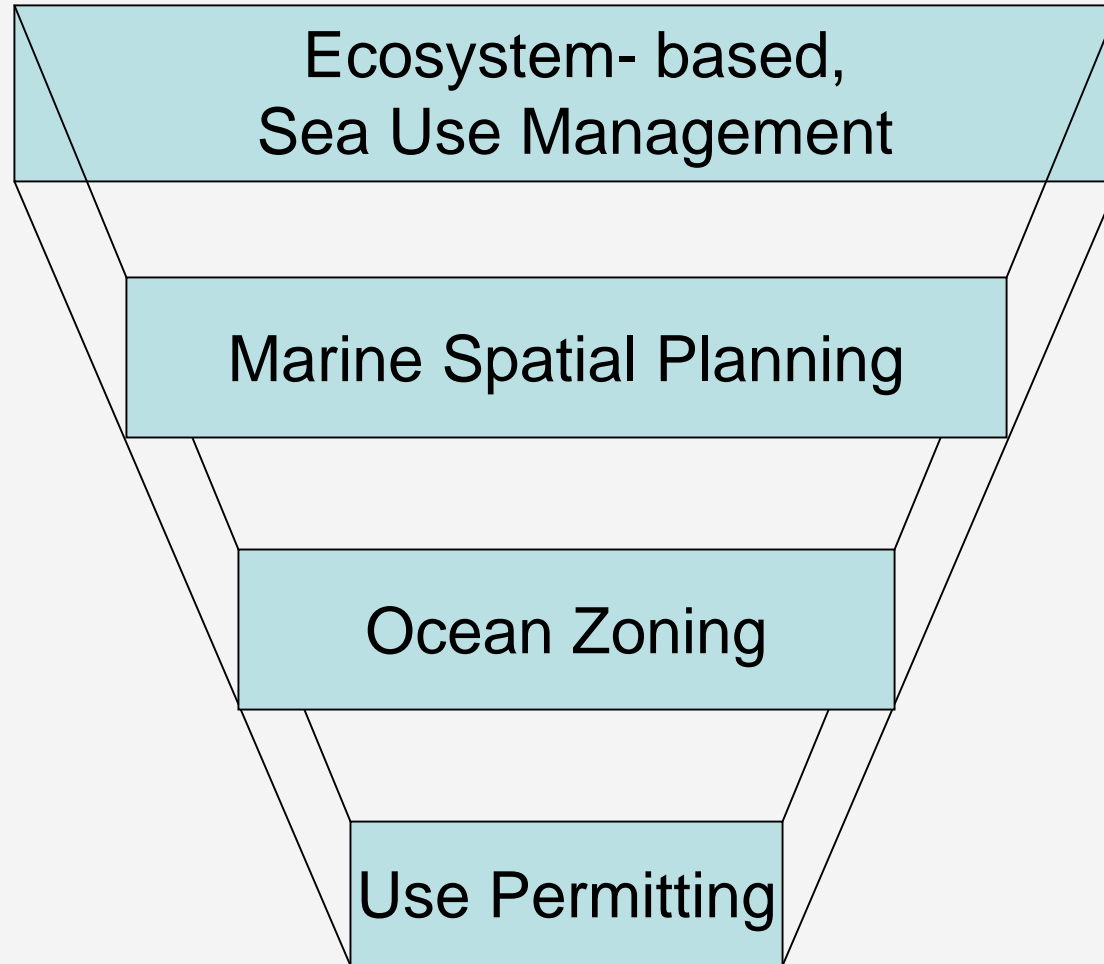 Ecosystem- based,
Sea Use Management
Marine Spatial Planning
Ocean Zoning
Use Permitting